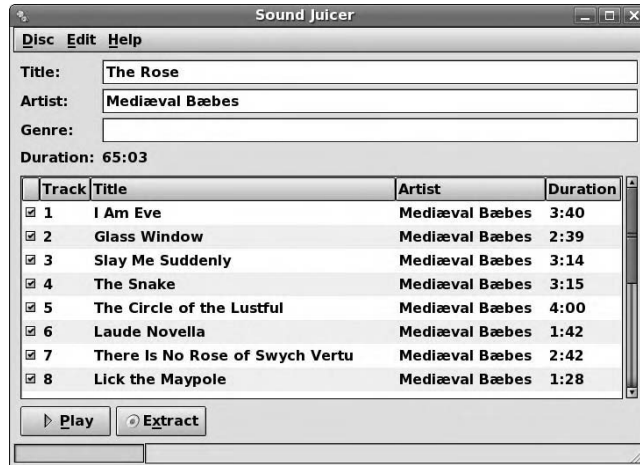 Sound Juicer
Disc Edit Help
Title: The Rose
Artist: Mediæval Bæbes
Genre:
Duration: 65:03
Track Title Artist Duration
1 I Am Eve Mediæval Bæbes 3:40
2 Glass Window Mediæval Bæbes 2:39
3 Slay Me Suddenly Mediæval Bæbes 3:14
4 The Snake Mediæval Bæbes 3:15
5 The Circle of the Lustful Mediæval Bæbes 4:00
6 Laude Novella Mediæval Bæbes 1:42
7 There Is No Rose of Swych Vertu Mediæval Bæbes 2:42
8 Lick the Maypole Mediæval Bæbes 1:28
Play Extract